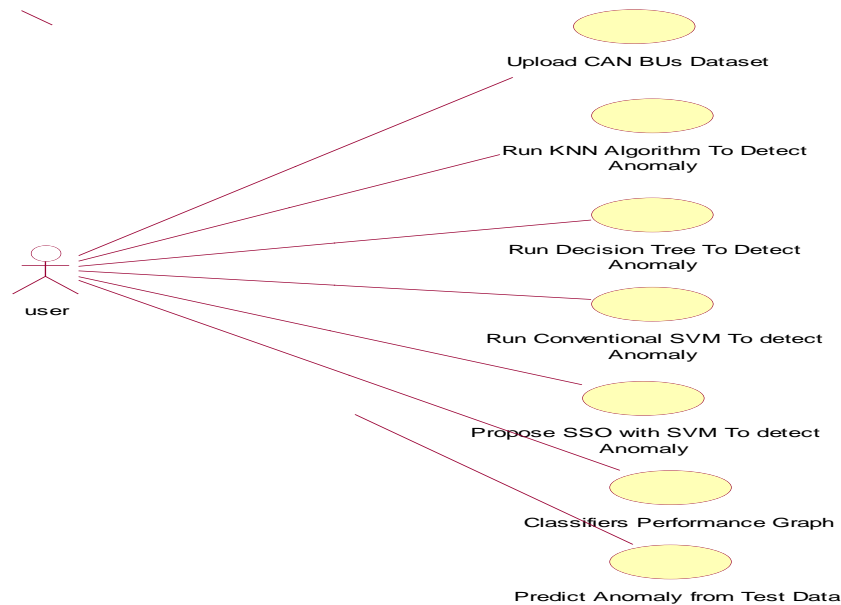 Upload CAN BUs Dataset
Run KNN Algorithm To Detect
Anomaly
Run Decision Tree To Detect
Anomaly
user
Run Conventional SVM To detect
Anomaly
Propose SSO with SVM To detect
Anomaly
Classifiers Performance Graph
Predict Anomaly from Test Data